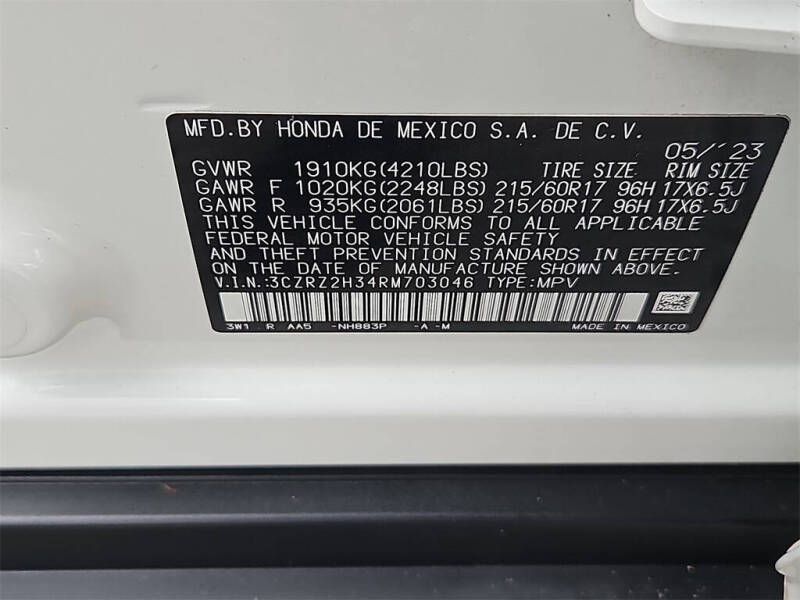 MFD.BY HONDA DE MEXICO S.A. DE C.V.
05/'23
GVWR 1910KG(4210LBS) TIRE SIZE RIM SIZE
GAWR F 1020KG(2248LBS) 215/60R17 96H 17X6.5J
GAWR R 935KG(2061LBS) 215/60R17 96H 17X6.5J
THIS VEHICLE CONFORMS TO ALL APPLICABLE
FEDERAL MOTOR VEHICLE SAFETY
AND THEFT PREVENTION STANDARDS IN EFFECT
ON THE DATE OF MANUFACTURE SHOWN ABOVE.
V.I.N.:3CZRZ2H34RM703046 TYPE:MPV
3W1 R AA5 -NH883P -A -M MADE IN MEXICO